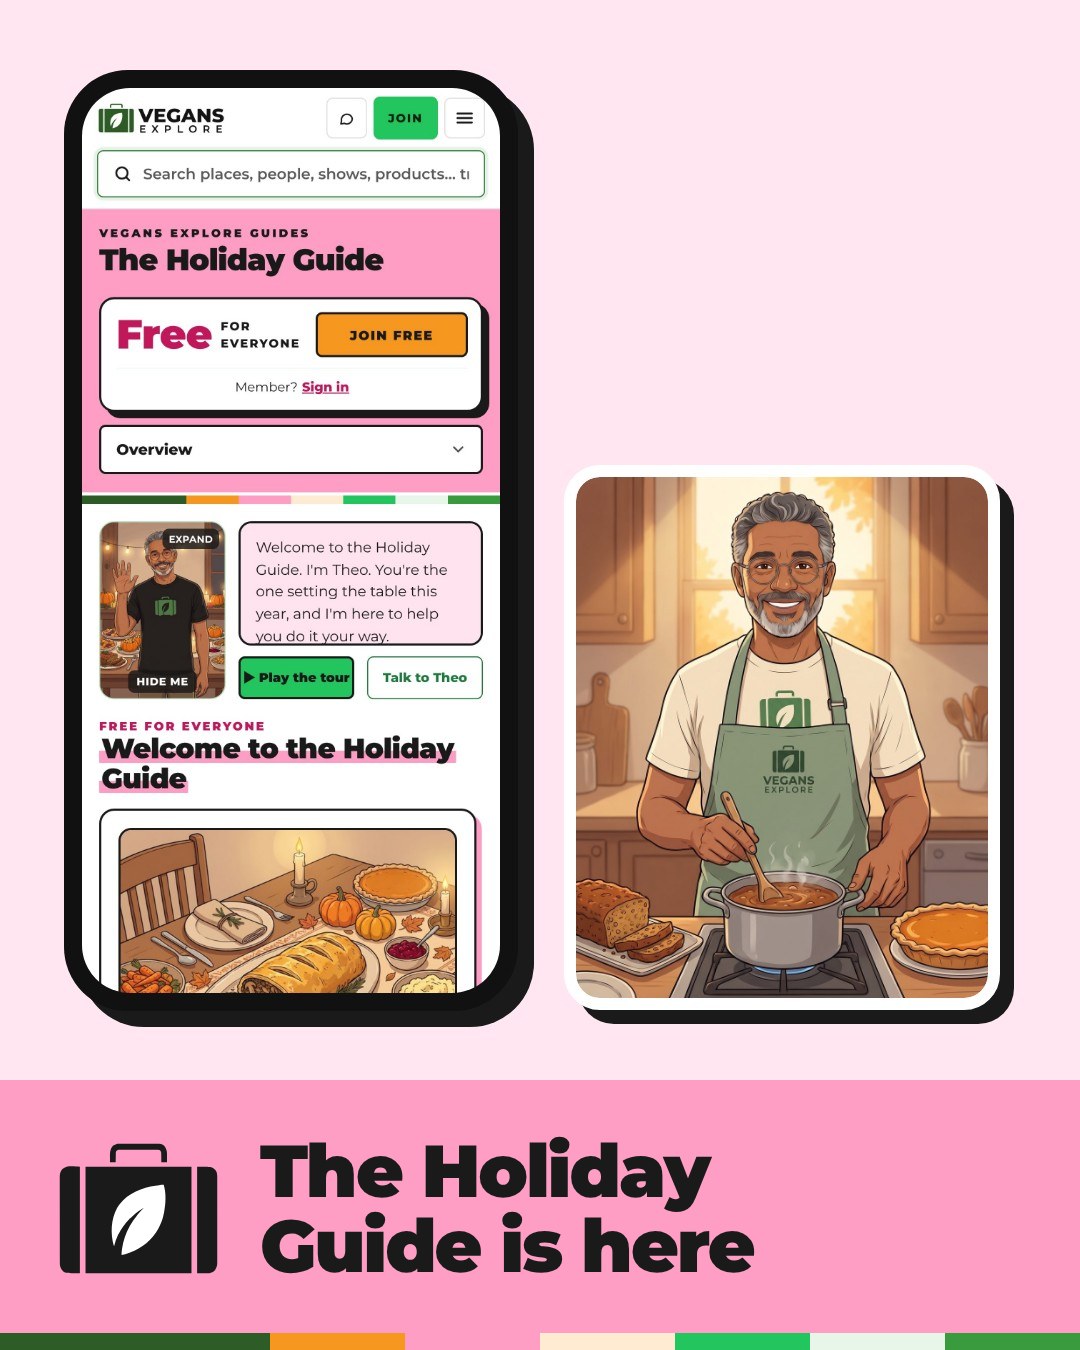 VEGANS
EXPLORE
JOIN
Search places, people, shows, products... tr
VEGANS EXPLORE GUIDES
The Holiday Guide
Free
FOR
EVERYONE
JOIN FREE
Member? Sign in
Overview
EXPAND
HIDE ME
Welcome to the Holiday
Guide. I'm Theo. You're the
one setting the table this
year, and I'm here to help
you do it your way.
▶ Play the tour
Talk to Theo
FREE FOR EVERYONE
Welcome to the Holiday
Guide
VEGANS
EXPLORE
The Holiday
Guide is here